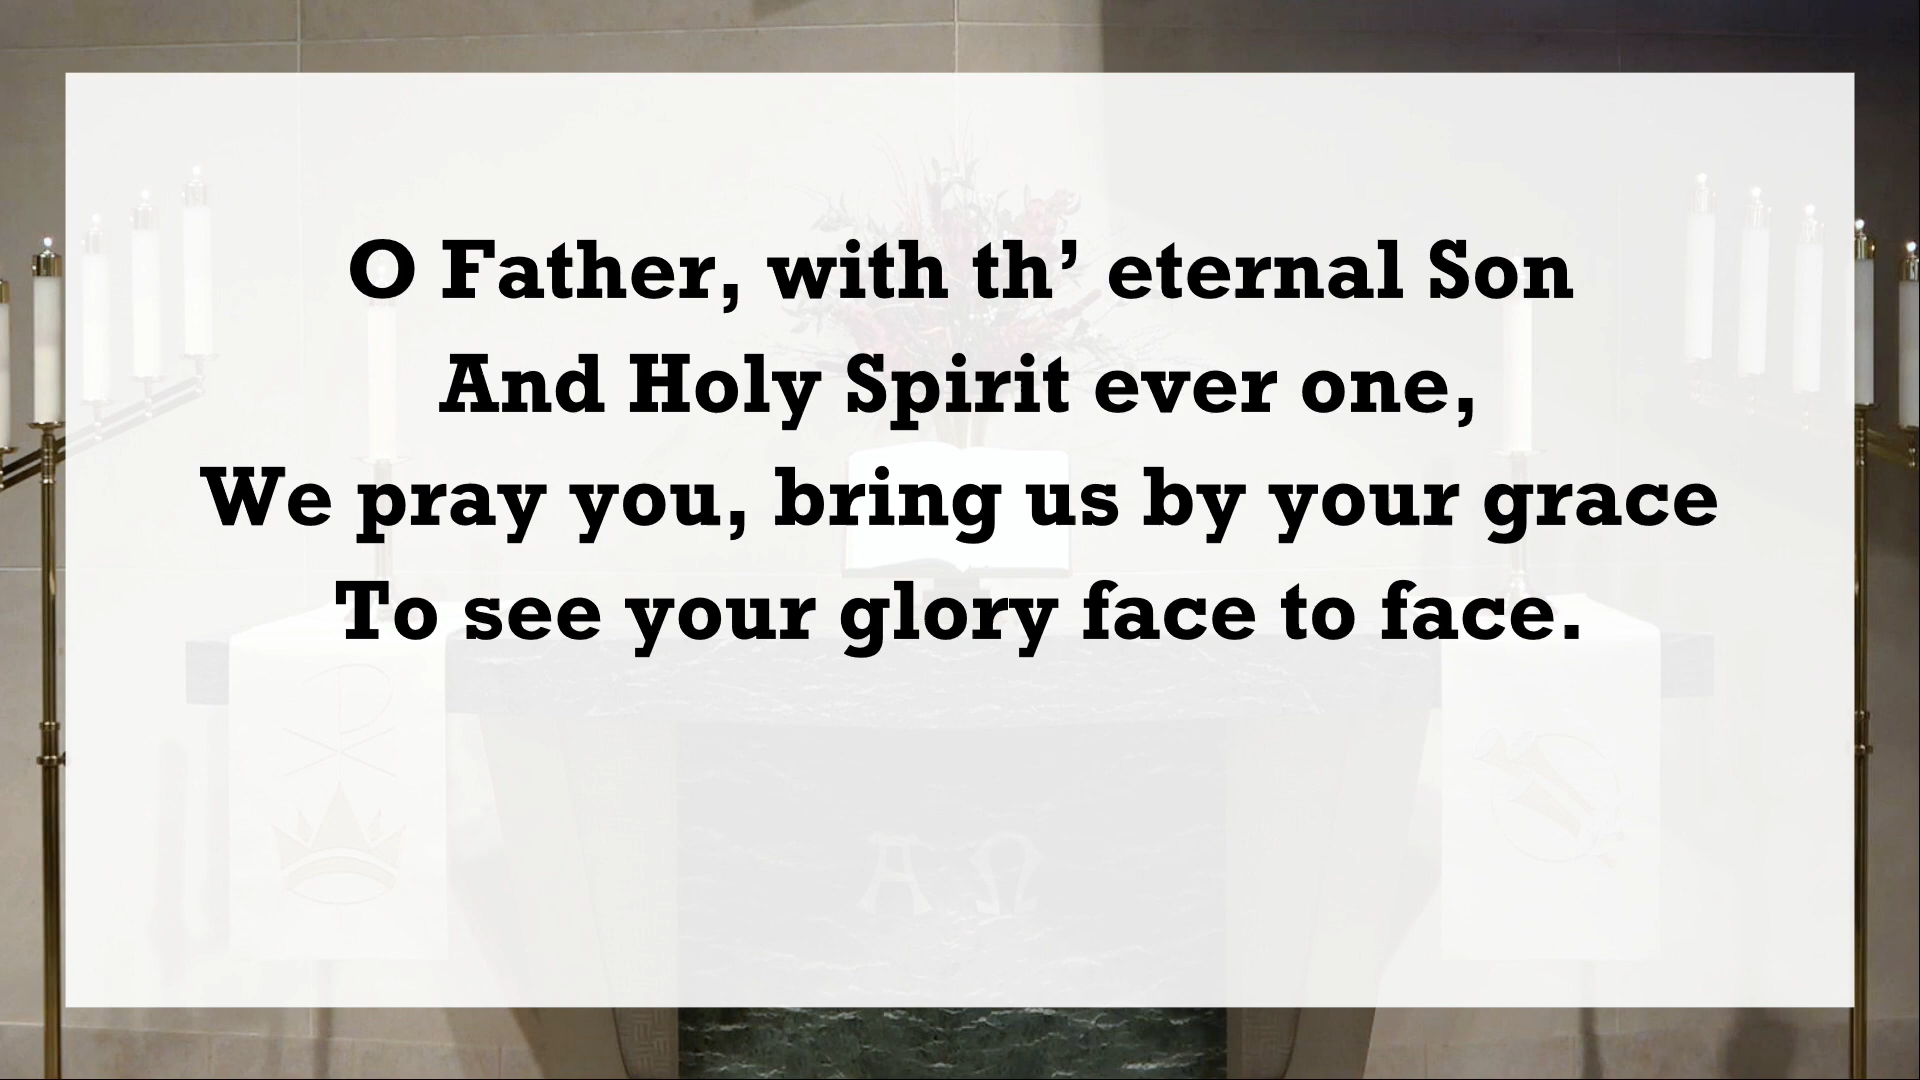 O Father, with th’ eternal Son
And Holy Spirit ever one,
We pray you, bring us by your grace
To see your glory face to face.
Α Ω